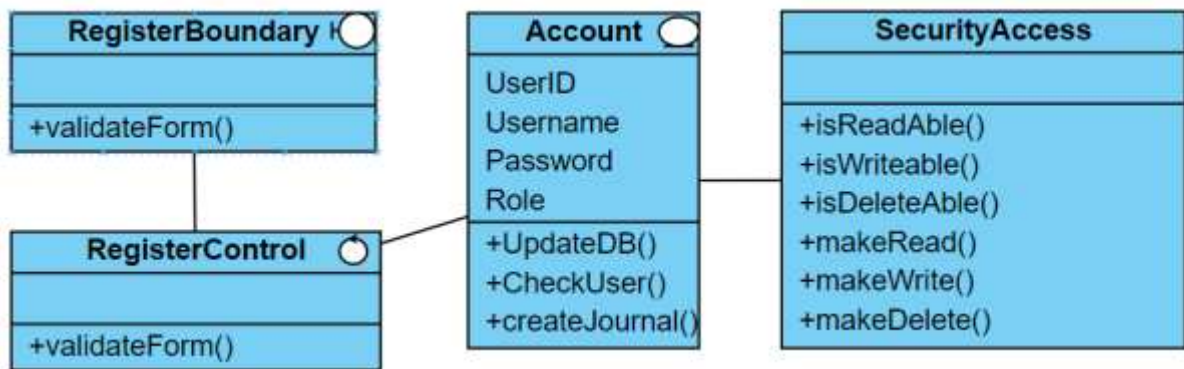 RegisterBoundary
+validateForm()
RegisterControl
+validateForm()
Account
UserID
Username
Password
Role
+UpdateDB()
+CheckUser()
+createJournal()
SecurityAccess
+isReadAble()
+isWriteable()
+isDeleteAble()
+makeRead()
+makeWrite()
+makeDelete()